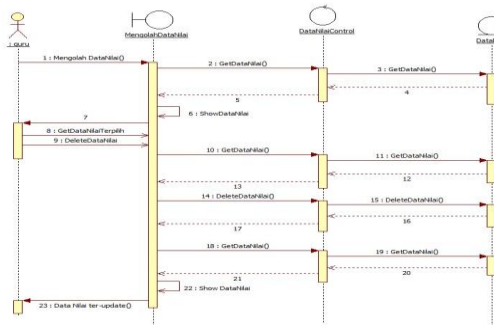 : guru
MengolahDataNilai
DataNilaiControl
1 : Mengolah DataNilai()
2 : GetDataNilai()
3 : GetDataNilai()
4
5
6 : ShowDataNilai
7
8 : GetDataNilaiTerpilih
9 : DeleteDataNilai
10 : GetDataNilai()
11 : GetDataNilai()
12
13
14 : DeleteDataNilai()
15 : DeleteDataNilai()
16
17
18 : GetDataNilai()
19 : GetDataNilai()
20
21
22 : Show DataNilai
23 : Data Nilai ter-update()